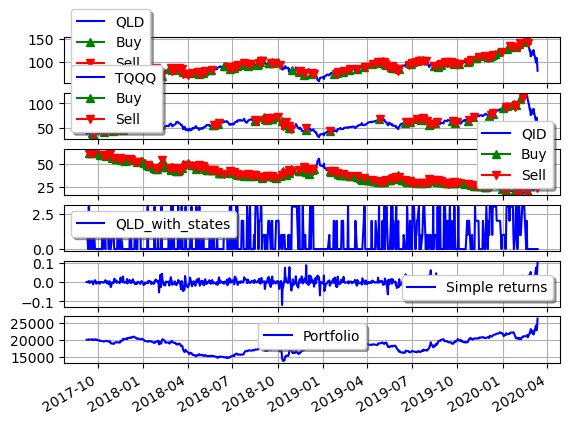 QLD
Buy
Sell
150
100
TQQQ
Buy
Sell
100
50
QID
Buy
Sell
50
25
QLD_with_states
2.5
0.0
Simple returns
0.1
0.0
−0.1
Portfolio
25000
20000
15000
2017-10 2018-01 2018-04 2018-07 2018-10 2019-01 2019-04 2019-07 2019-10 2020-01 2020-04